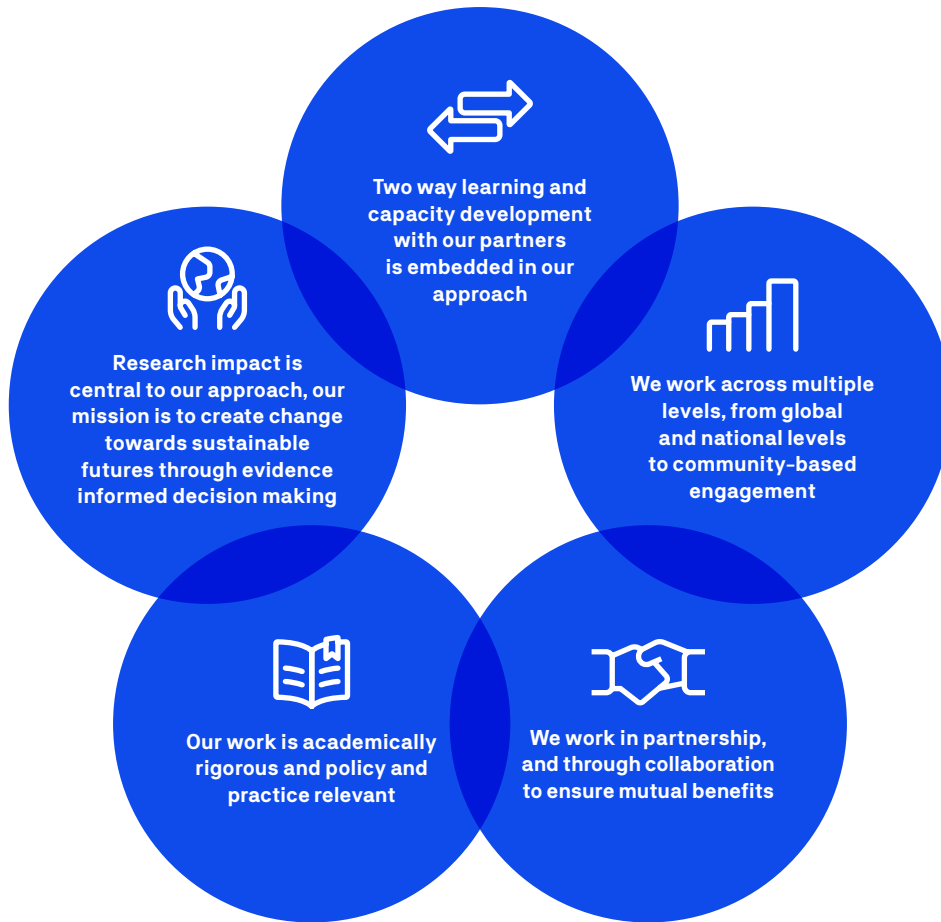 Two way learning and
capacity development
with our partners
is embedded in our
approach
Research impact is
central to our approach, our
mission is to create change
towards sustainable
futures through evidence
informed decision making
We work across multiple
levels, from global
and national levels
to community-based
engagement
Our work is academically
rigorous and policy and
practice relevant
We work in partnership,
and through collaboration
to ensure mutual benefits